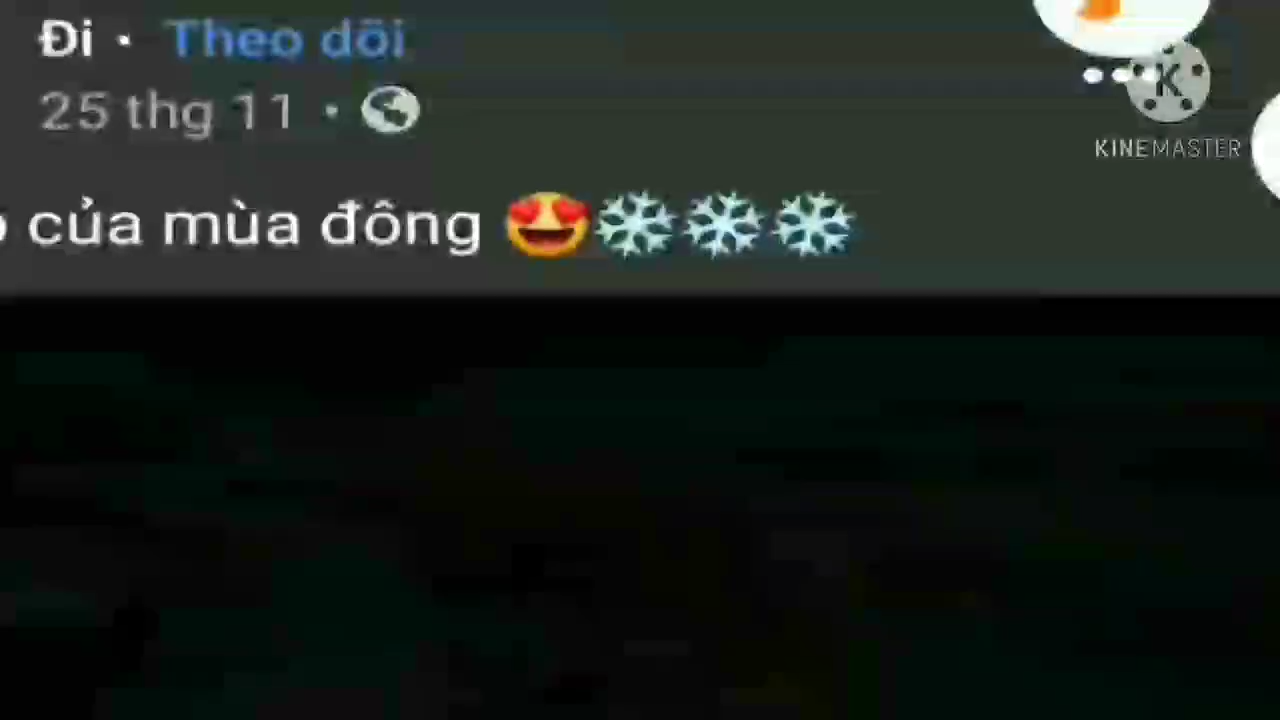 Đi · Theo dõi
25 thg 11 ·
của mùa đông 😍❄❄❄
K
KINEMASTER